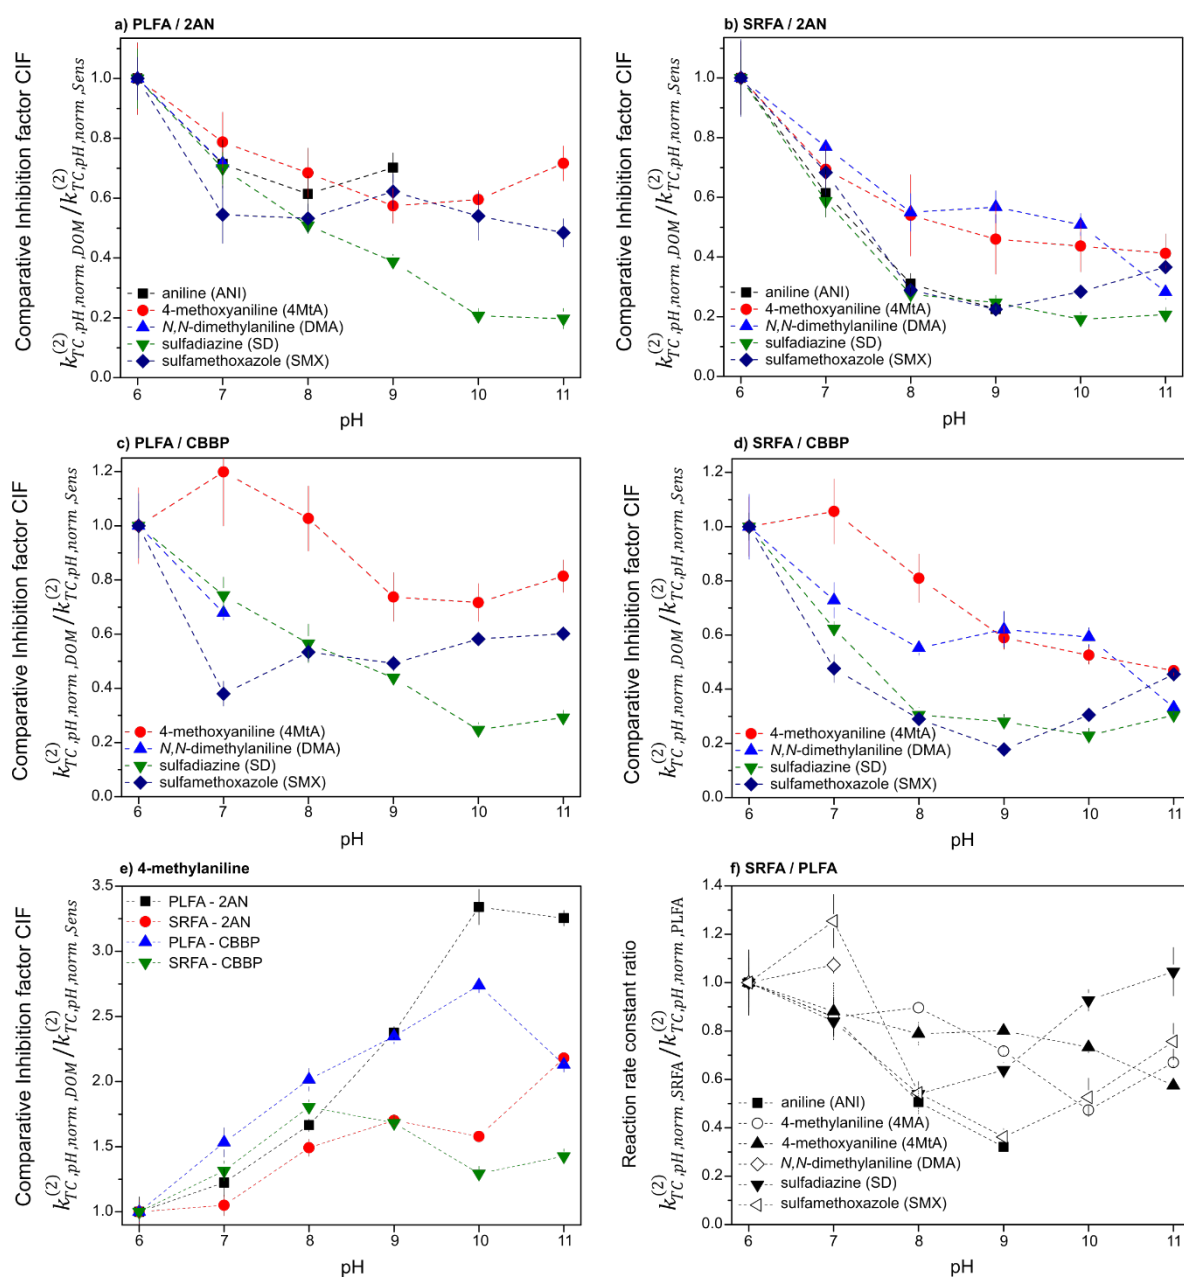 a) PLFA / 2AN
Comparative Inhibition factor CIF
k(2)TC,pH,norm,DOM/k(2)TC,pH,norm,Sens
1.0
0.8
0.6
0.4
0.2
0.0
aniline (ANI)
4-methoxyaniline (4MtA)
N,N-dimethylaniline (DMA)
sulfadiazine (SD)
sulfamethoxazole (SMX)
6 7 8 9 10 11
pH
b) SRFA / 2AN
Comparative Inhibition factor CIF
k(2)TC,pH,norm,DOM/k(2)TC,pH,norm,Sens
1.0
0.8
0.6
0.4
0.2
0.0
aniline (ANI)
4-methoxyaniline (4MtA)
N,N-dimethylaniline (DMA)
sulfadiazine (SD)
sulfamethoxazole (SMX)
6 7 8 9 10 11
pH
c) PLFA / CBBP
Comparative Inhibition factor CIF
k(2)TC,pH,norm,DOM/k(2)TC,pH,norm,Sens
1.2
1.0
0.8
0.6
0.4
0.2
0.0
4-methoxyaniline (4MtA)
N,N-dimethylaniline (DMA)
sulfadiazine (SD)
sulfamethoxazole (SMX)
6 7 8 9 10 11
pH
d) SRFA / CBBP
Comparative Inhibition factor CIF
k(2)TC,pH,norm,DOM/k(2)TC,pH,norm,Sens
1.2
1.0
0.8
0.6
0.4
0.2
0.0
4-methoxyaniline (4MtA)
N,N-dimethylaniline (DMA)
sulfadiazine (SD)
sulfamethoxazole (SMX)
6 7 8 9 10 11
pH
e) 4-methylaniline
Comparative Inhibition factor CIF
k(2)TC,pH,norm,DOM/k(2)TC,pH,norm,Sens
3.5
3.0
2.5
2.0
1.5
1.0
PLFA - 2AN
SRFA - 2AN
PLFA - CBBP
SRFA - CBBP
6 7 8 9 10 11
pH
f) SRFA / PLFA
Reaction rate constant ratio
k(2)TC,pH,norm,SRFA/k(2)TC,pH,norm,PLFA
1.4
1.2
1.0
0.8
0.6
0.4
0.2
0.0
aniline (ANI)
4-methylaniline (4MA)
4-methoxyaniline (4MtA)
N,N-dimethylaniline (DMA)
sulfadiazine (SD)
sulfamethoxazole (SMX)
6 7 8 9 10 11
pH